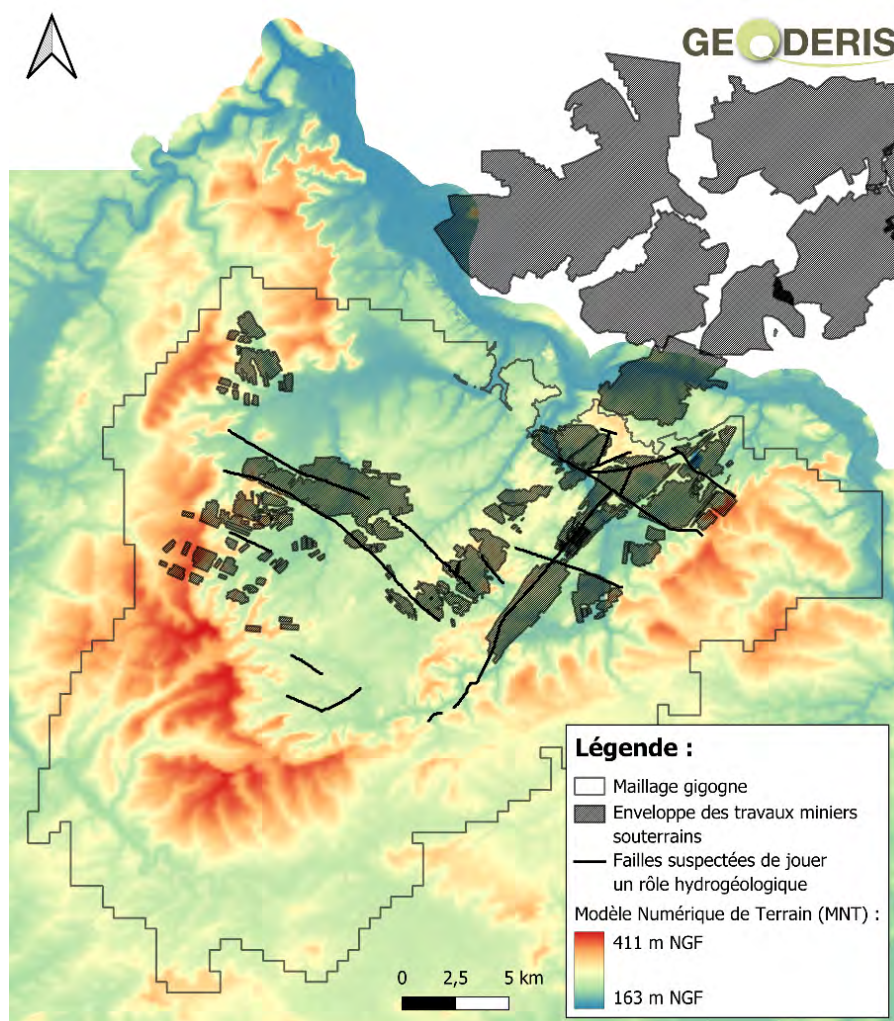 GEODERIS
Légende :
Maillage gigogne
Enveloppe des travaux miniers
souterrains
Failles suspectées de jouer
un rôle hydrogéologique
Modèle Numérique de Terrain (MNT) :
411 m NGF
163 m NGF
0 2,5 5 km